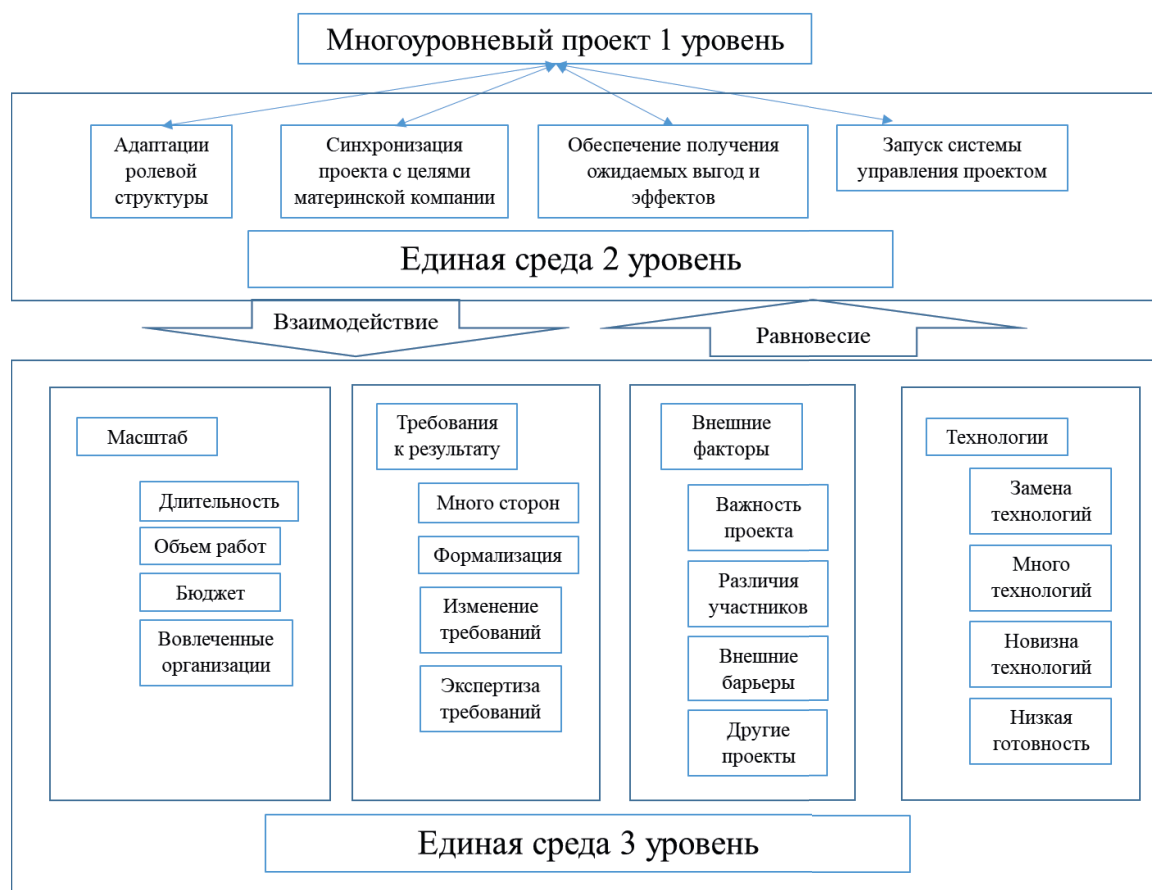 Многоуровневый проект 1 уровень
Адаптации
ролевой
структуры
Синхронизация
проекта с целями
материнской компании
Обеспечение получения
ожидаемых выгод и
эффектов
Запуск системы
управления проектом
Единая среда 2 уровень
Взаимодействие
Равновесие
Масштаб
Длительность
Объем работ
Бюджет
Вовлеченные
организации
Требования
к результату
Много сторон
Формализация
Изменение
требований
Экспертиза
требований
Внешние
факторы
Важность
проекта
Различия
участников
Внешние
барьеры
Другие
проекты
Технологии
Замена
технологий
Много
технологий
Новизна
технологий
Низкая
готовность
Единая среда 3 уровень